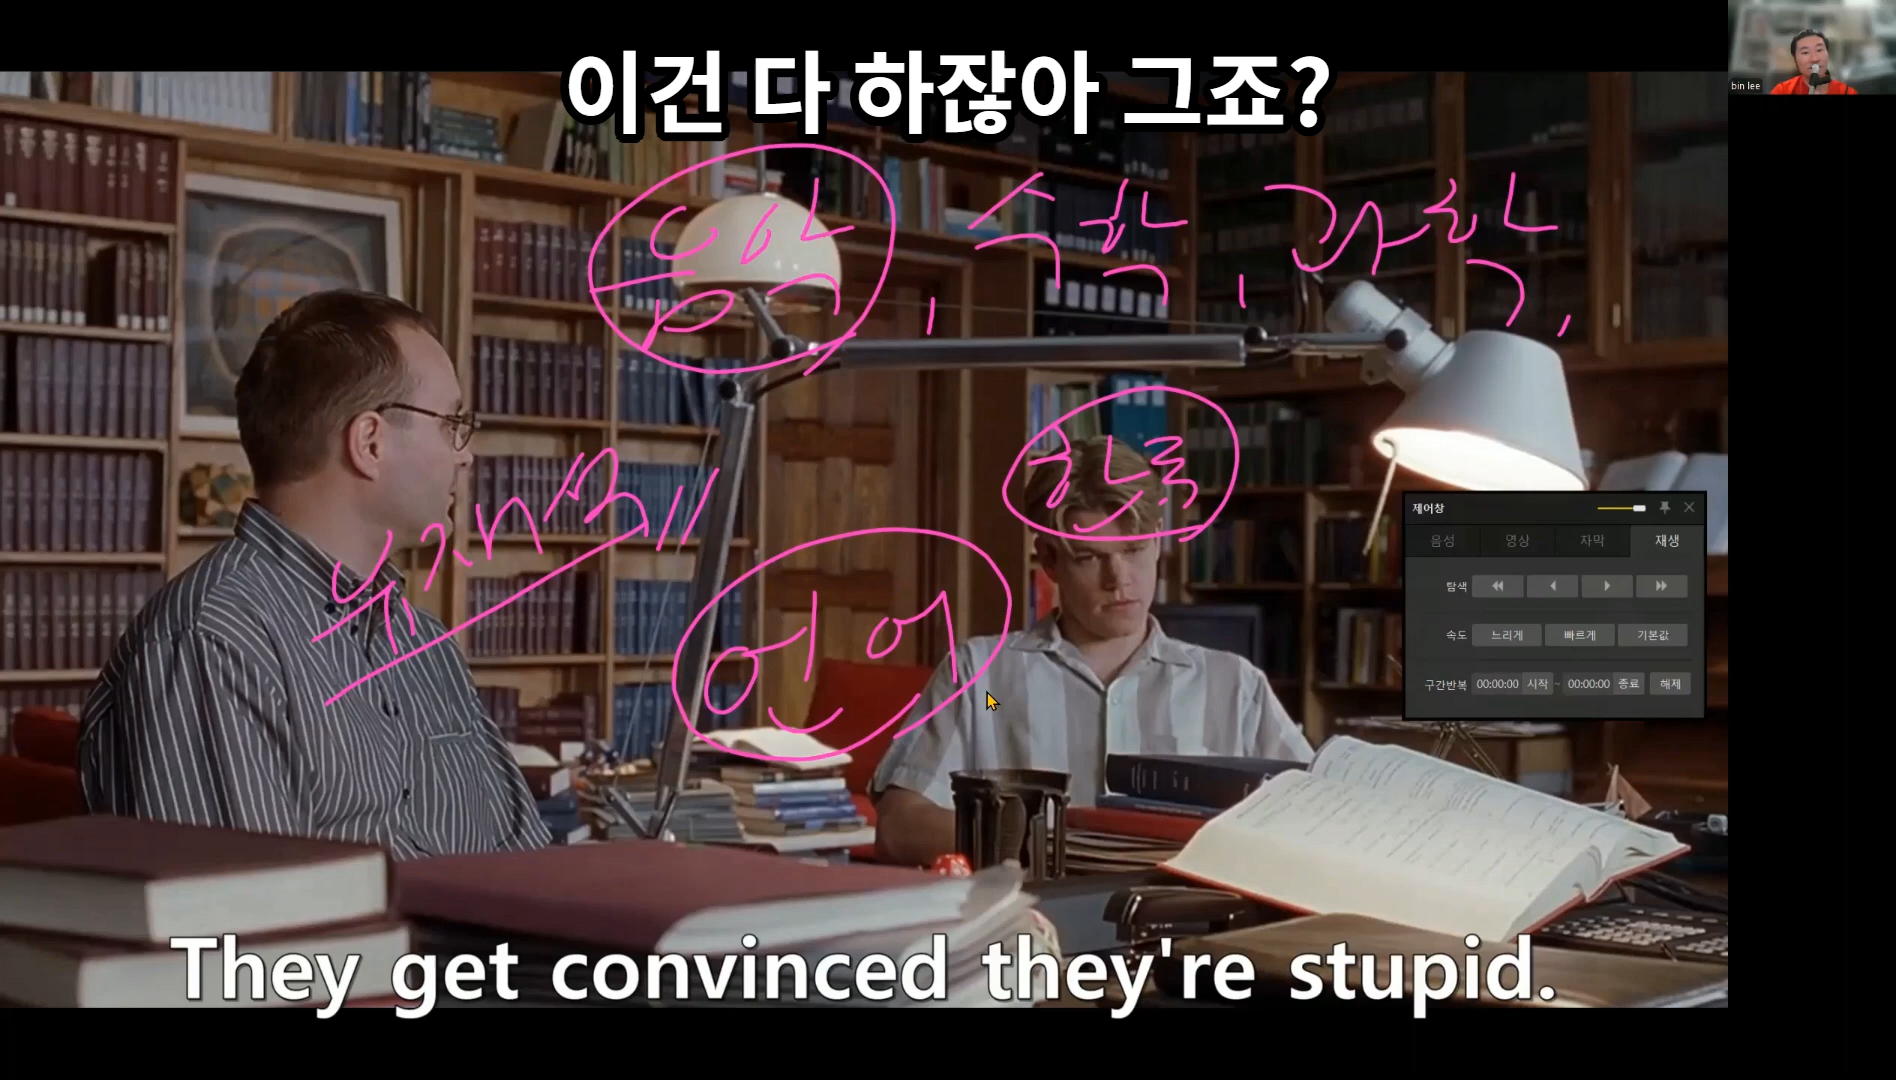 이건 다 하잖아 그죠?
bin lee
음악, 수학, 과학,
행동
언어
제어창
음성 영상 자막 재생
탐색
속도 느리게 빠르게 기본값
구간반복 00:00:00 시작 ~ 00:00:00 종료 해제
They get convinced they're stupid.